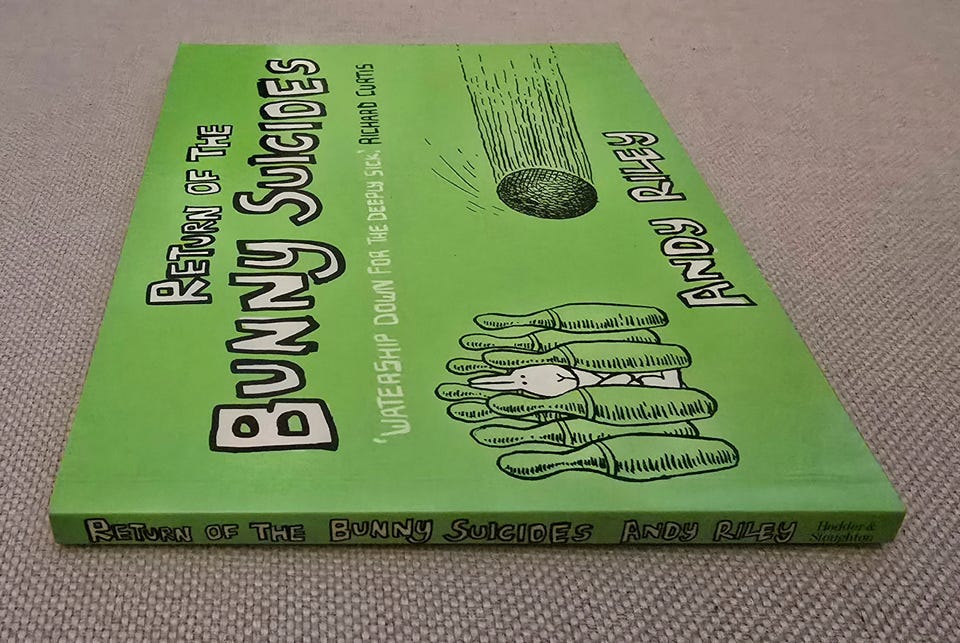 RETURN OF THE
BUNNY SUICIDES
'WATERSHIP DOWN FOR THE DEEPLY SICK.' RICHARD CURTIS
ANDY RILEY
RETURN OF THE BUNNY SUICIDES ANDY RILEY
Hodder &
Stoughton